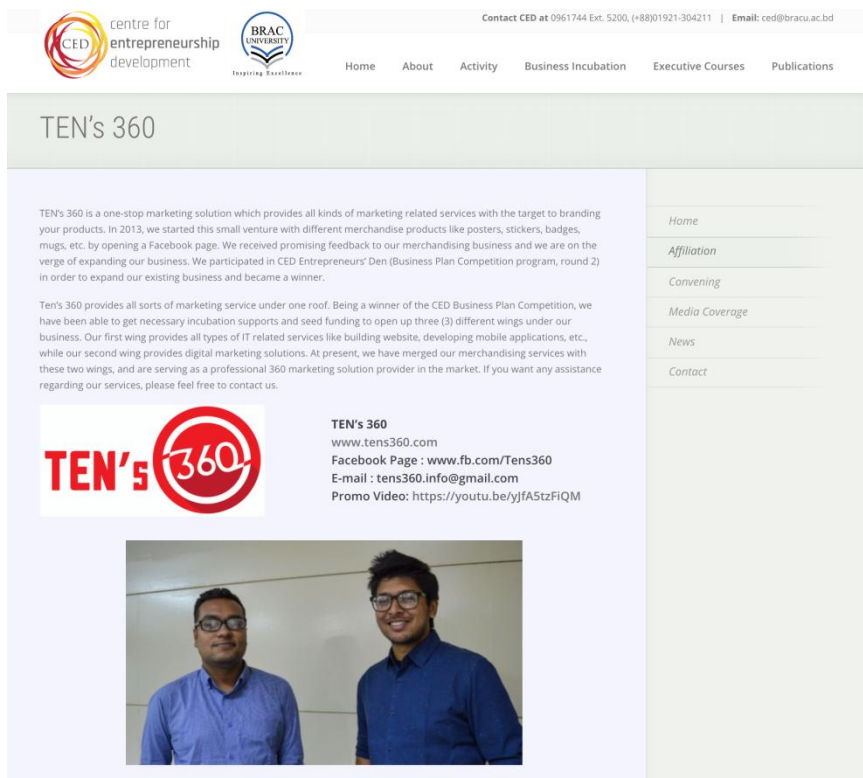 Contact CED at 0961744 Ext. 5200, (+88)01921-304211 | Email: ced@bracu.ac.bd
CED
centre for
entrepreneurship
development
BRAC
UNIVERSITY
Inspiring Excellence
Home About Activity Business Incubation Executive Courses Publications
TEN's 360
TEN's 360 is a one-stop marketing solution which provides all kinds of marketing related services with the target to branding
your products. In 2013, we started this small venture with different merchandise products like posters, stickers, badges,
mugs, etc. by opening a Facebook page. We received promising feedback to our merchandising business and we are on the
verge of expanding our business. We participated in CED Entrepreneurs' Den (Business Plan Competition program, round 2)
in order to expand our existing business and became a winner.
Ten's 360 provides all sorts of marketing service under one roof. Being a winner of the CED Business Plan Competition, we
have been able to get necessary incubation supports and seed funding to open up three (3) different wings under our
business. Our first wing provides all types of IT related services like building website, developing mobile applications, etc.,
while our second wing provides digital marketing solutions. At present, we have merged our merchandising services with
these two wings, and are serving as a professional 360 marketing solution provider in the market. If you want any assistance
regarding our services, please feel free to contact us.
TEN's 360
TEN's 360
www.tens360.com
Facebook Page : www.fb.com/Tens360
E-mail : tens360.info@gmail.com
Promo Video: https://youtu.be/yJfA5tzFiQM
Home
Affiliation
Convening
Media Coverage
News
Contact